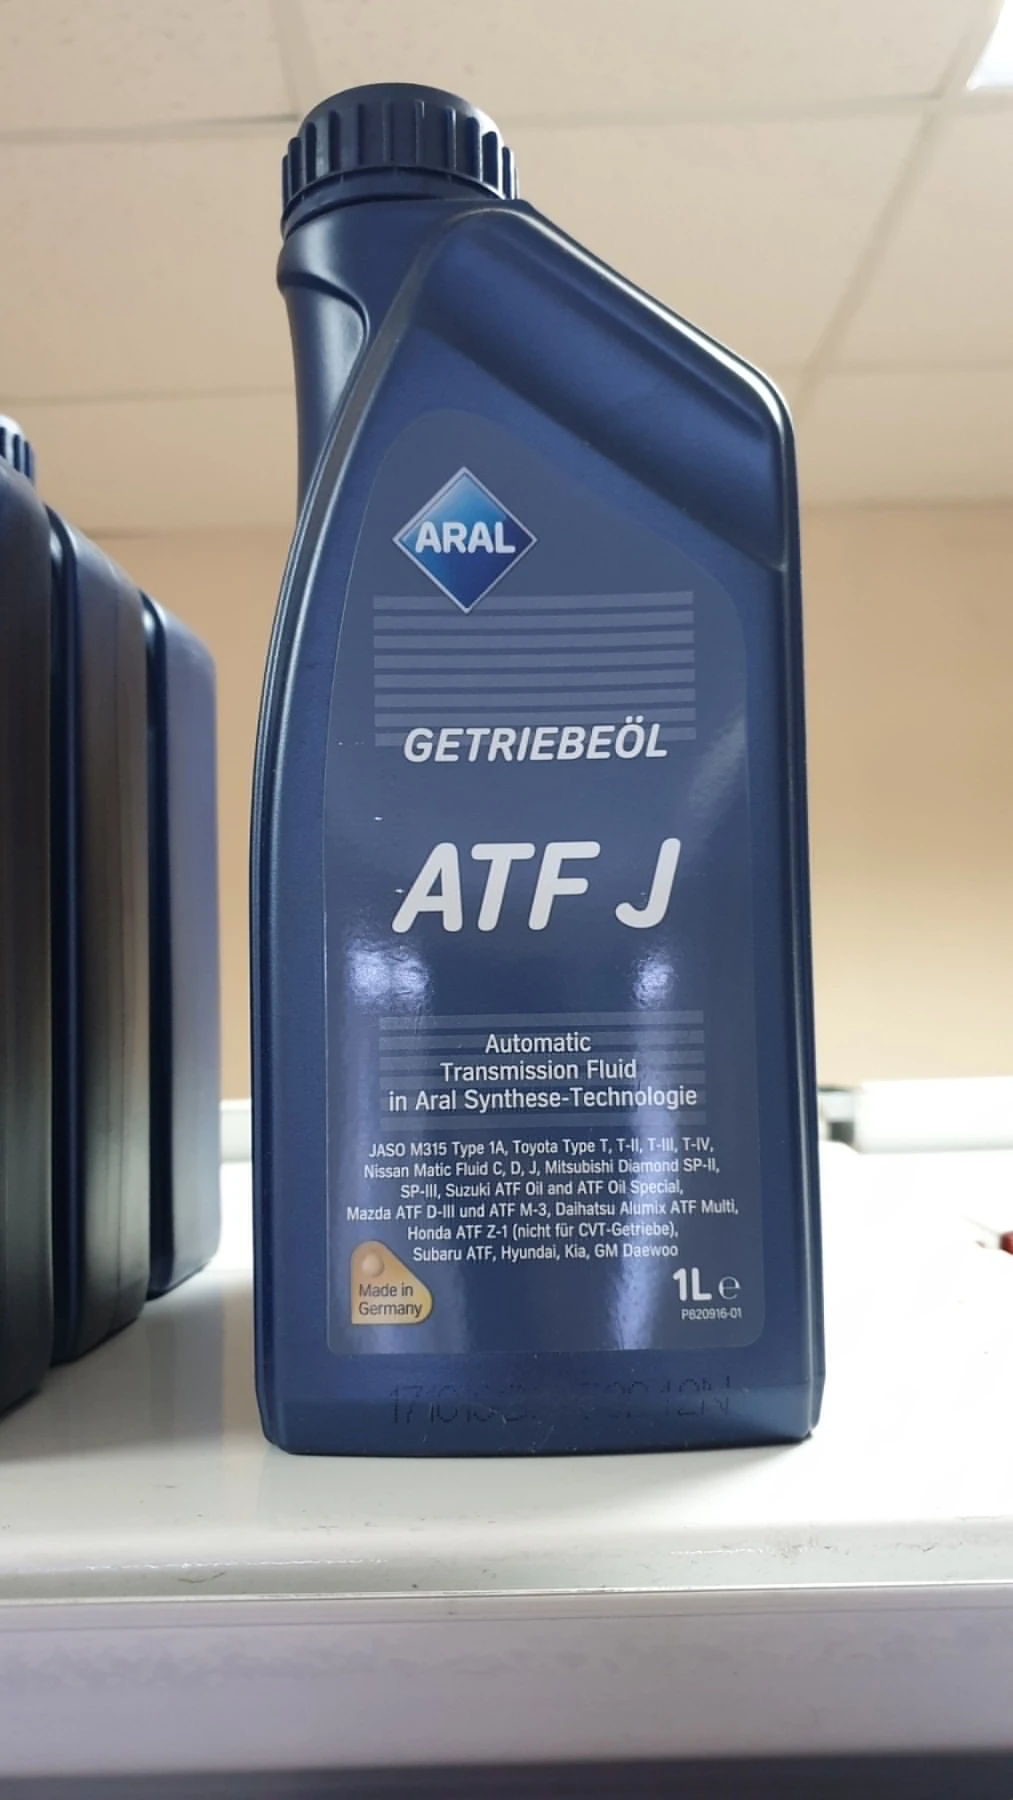 ARAL
GETRIEBEÖL
ATF J
Automatic
Transmission Fluid
in Aral Synthese-Technologie
JASO M315 Type 1A, Toyota Type T, T-II, T-III, T-IV,
Nissan Matic Fluid C, D, J, Mitsubishi Diamond SP-II,
SP-III, Suzuki ATF Oil and ATF Oil Special,
Mazda ATF D-III und ATF M-3, Daihatsu Alumix ATF Multi,
Honda ATF Z-1 (nicht für CVT-Getriebe),
Subaru ATF, Hyundai, Kia, GM Daewoo
Made in
Germany
1L e
P820916-01